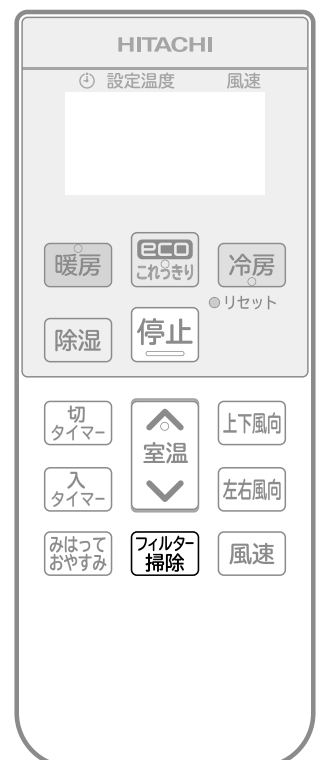 HITACHI
設定温度 風速
暖房
eco
これっきり
冷房
リセット
除湿
停止
切
タイマー
室温
上下風向
入
タイマー
左右風向
みはって
おやすみ
フィルター
掃除
風速